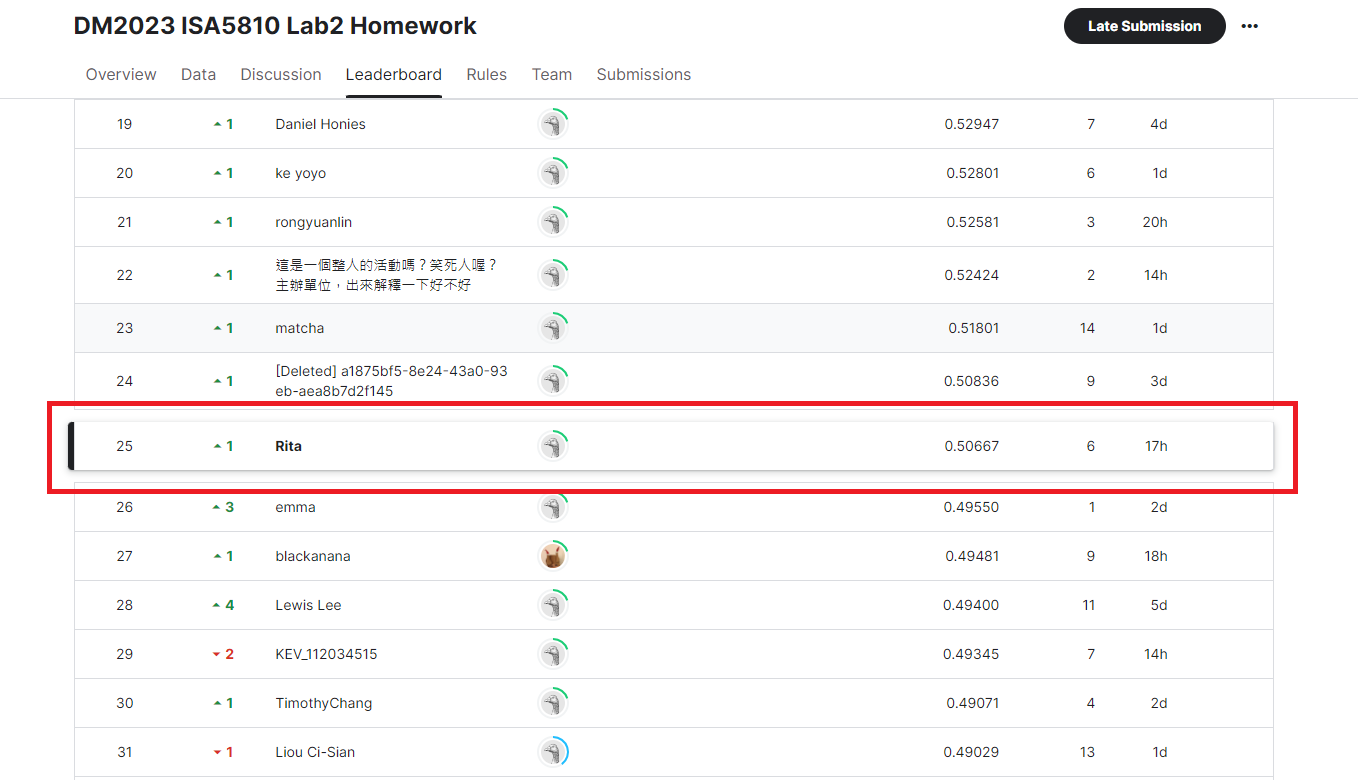 DM2023 ISA5810 Lab2 Homework
Late Submission
Overview Data Discussion Leaderboard Rules Team Submissions
19 1 Daniel Honies 0.52947 7 4d
20 1 ke yoyo 0.52801 6 1d
21 1 rongyuanlin 0.52581 3 20h
22 1 這是一個整人的活動嗎？笑死人喔？
主辦單位，出來解釋一下好不好 0.52424 2 14h
23 1 matcha 0.51801 14 1d
24 1 [Deleted] a1875bf5-8e24-43a0-93
eb-aea8b7d2f145 0.50836 9 3d
25 1 Rita 0.50667 6 17h
26 3 emma 0.49550 1 2d
27 1 blackanana 0.49481 9 18h
28 4 Lewis Lee 0.49400 11 5d
29 2 KEV_112034515 0.49345 7 14h
30 1 TimothyChang 0.49071 4 2d
31 1 Liou Ci-Sian 0.49029 13 1d